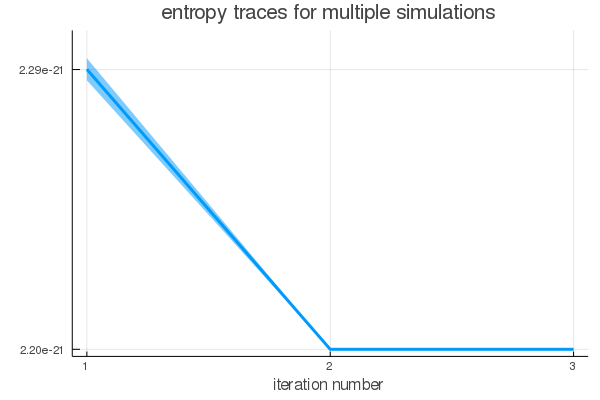 entropy traces for multiple simulations
2.29e-21
2.20e-21
1 2 3
iteration number